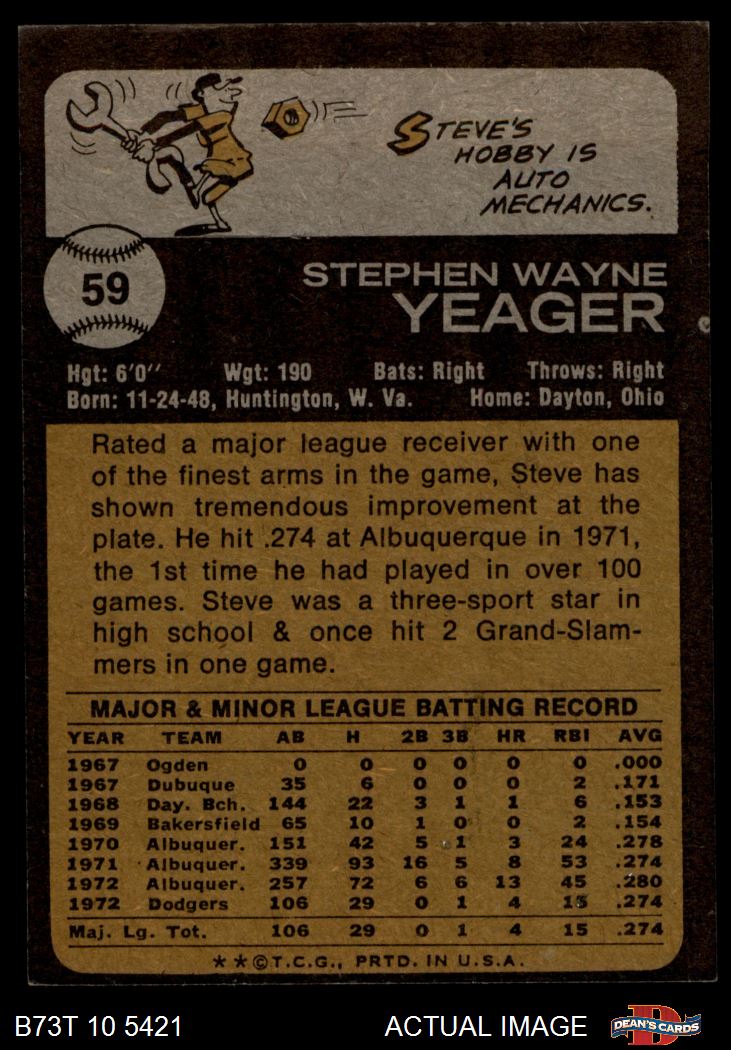 STEVE'S
HOBBY IS
AUTO
MECHANICS.
59
STEPHEN WAYNE
YEAGER
Hgt: 6'0" Wgt: 190 Bats: Right Throws: Right
Born: 11-24-48, Huntington, W. Va. Home: Dayton, Ohio
Rated a major league receiver with one
of the finest arms in the game, Steve has
shown tremendous improvement at the
plate. He hit .274 at Albuquerque in 1971,
the 1st time he had played in over 100
games. Steve was a three-sport star in
high school & once hit 2 Grand-Slam-
mers in one game.
MAJOR & MINOR LEAGUE BATTING RECORD
YEAR TEAM AB H 2B 3B HR RBI AVG
1967 Ogden 0 0 0 0 0 0 .000
1967 Dubuque 35 6 0 0 0 2 .171
1968 Day. Bch. 144 22 3 1 1 6 .153
1969 Bakersfield 65 10 1 0 0 2 .154
1970 Albuquer. 151 42 5 1 3 24 .278
1971 Albuquer. 339 93 16 5 8 53 .274
1972 Albuquer. 257 72 6 6 13 45 .280
1972 Dodgers 106 29 0 1 4 15 .274
Maj. Lg. Tot. 106 29 0 1 4 15 .274
**©T.C.G., PRTD. IN U.S.A.
B73T 10 5421 ACTUAL IMAGE DEAN'S CARDS